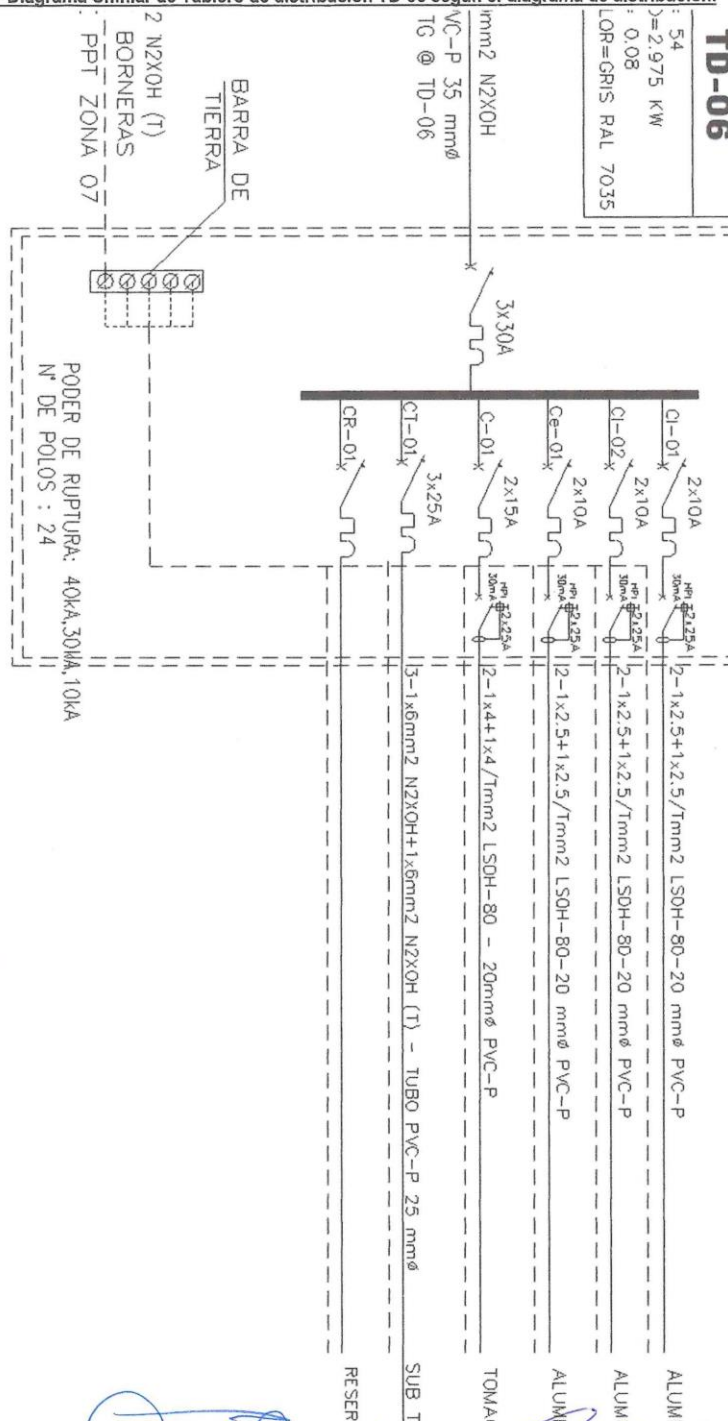 Diagrama Unifilar de Tablero de distribución TD-06 según el diagrama de distribución.
TD-06
: 54
=2.975 KW
: 0.08
LOR=GRIS RAL 7035
mm2 N2XOH
VC-P 35 mmø
TG @ TD-06
BARRA DE
TIERRA
2 N2XOH (T)
BORNERAS
: PPT ZONA 07
3x30A
CI-01
2x10A
2x25A
30mA
2-1x2.5+1x2.5/Tmm2 LSOH-80-20 mmø PVC-P
ALUM
CI-02
2x10A
2x25A
30mA
2-1x2.5+1x2.5/Tmm2 LSOH-80-20 mmø PVC-P
ALUM
Ce-01
2x10A
2x25A
30mA
2-1x2.5+1x2.5/Tmm2 LSOH-80-20 mmø PVC-P
ALUM
C-01
2x15A
2x25A
30mA
2-1x4+1x4/Tmm2 LSOH-80 - 20mmø PVC-P
TOMA
CT-01
3x25A
3-1x6mm2 N2XOH+1x6mm2 N2XOH (T) - TUBO PVC-P 25 mmø
SUB T
CR-01
RESER
PODER DE RUPTURA: 40kA,30kA,10kA
N° DE POLOS : 24